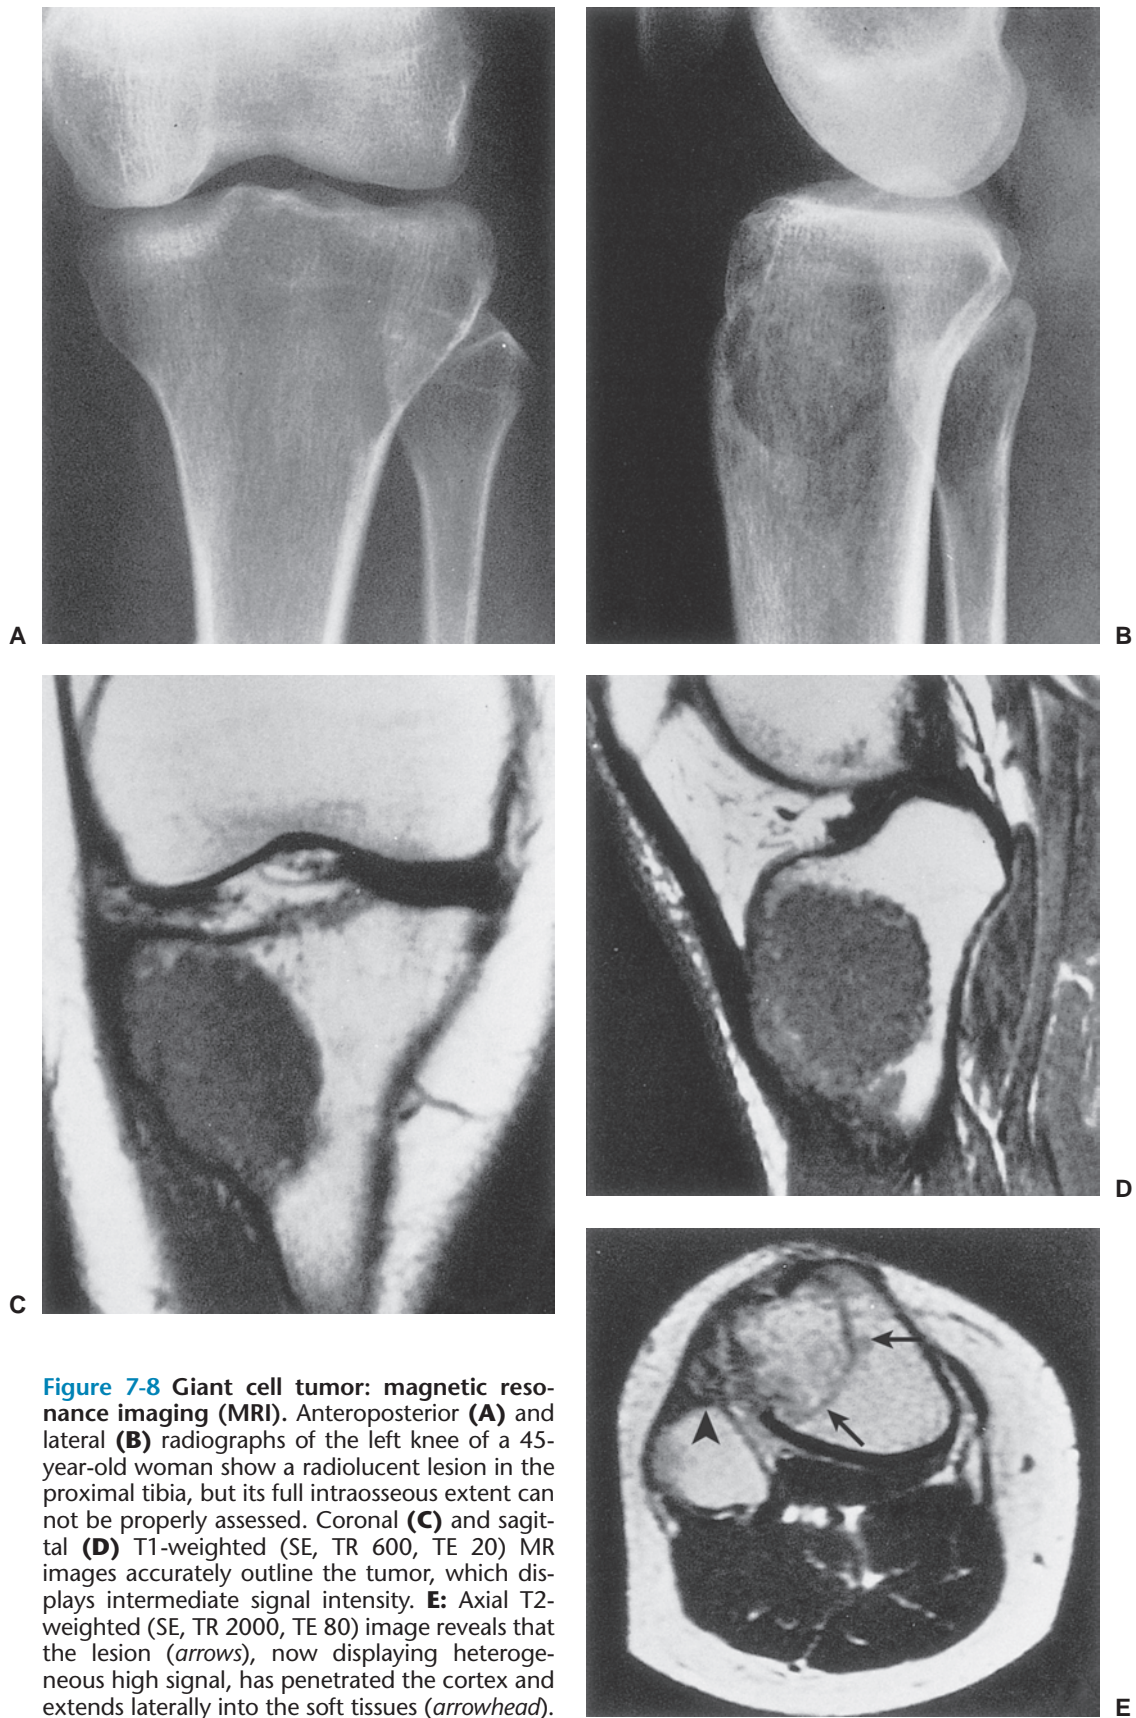 A
B
C
D
E
Figure 7-8 Giant cell tumor: magnetic reso-
nance imaging (MRI). Anteroposterior (A) and
lateral (B) radiographs of the left knee of a 45-
year-old woman show a radiolucent lesion in the
proximal tibia, but its full intraosseous extent can
not be properly assessed. Coronal (C) and sagit-
tal (D) T1-weighted (SE, TR 600, TE 20) MR
images accurately outline the tumor, which dis-
plays intermediate signal intensity. E: Axial T2-
weighted (SE, TR 2000, TE 80) image reveals that
the lesion (arrows), now displaying heteroge-
neous high signal, has penetrated the cortex and
extends laterally into the soft tissues (arrowhead).